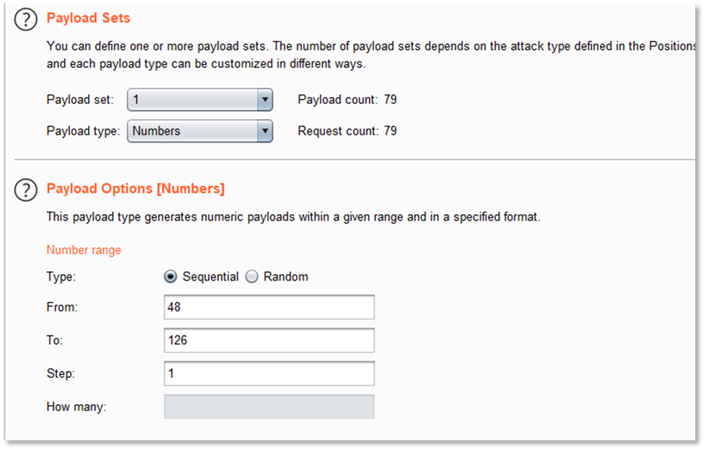 ? Payload Sets
You can define one or more payload sets. The number of payload sets depends on the attack type defined in the Positions
and each payload type can be customized in different ways.
Payload set: 1 Payload count: 79
Payload type: Numbers Request count: 79
? Payload Options [Numbers]
This payload type generates numeric payloads within a given range and in a specified format.
Number range
Type: Sequential Random
From: 48
To: 126
Step: 1
How many: